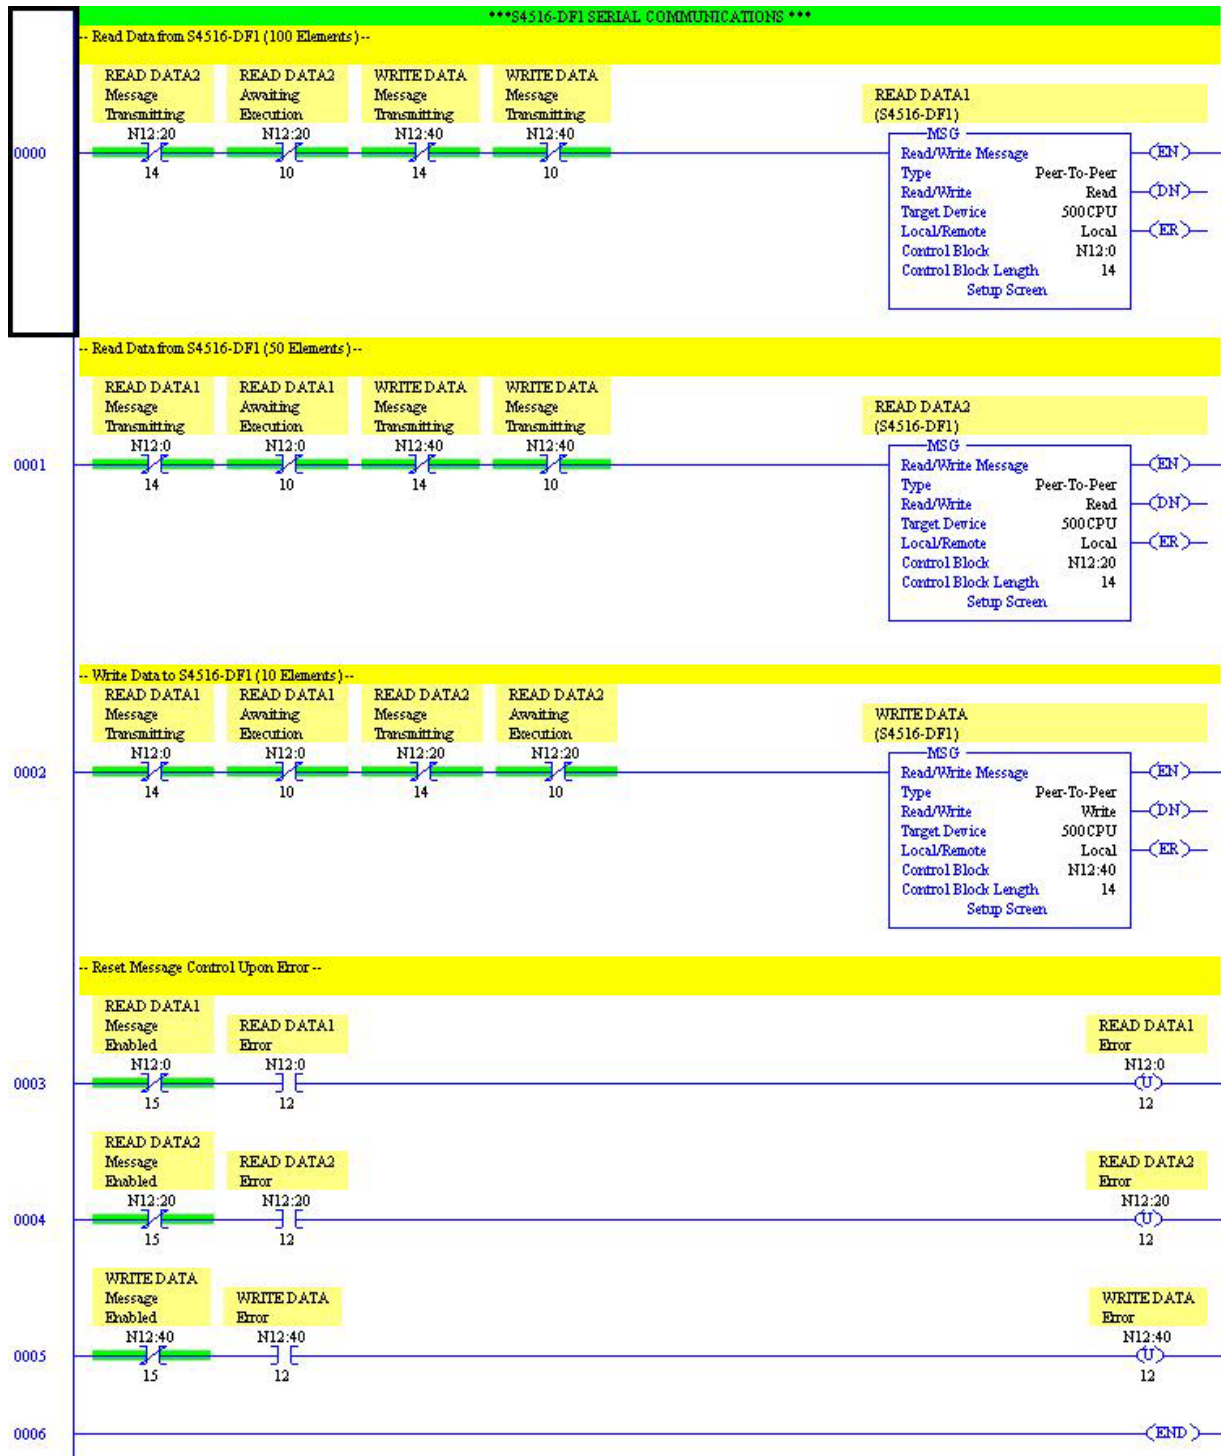 ***S4516-DF1 SERIAL COMMUNICATIONS ***
-- Read Data from S4516-DF1 (100 Elements) --
READ DATA2 READ DATA2 WRITE DATA WRITE DATA
Message Awaiting Message Message READ DATA1
Transmitting Execution Transmitting Transmitting (S4516-DF1)
N12:20 N12:20 N12:40 N12:40 MSG
0000 Read/Write Message EN
14 10 14 10 Type Peer-To-Peer
Read/Write Read DN
Target Device 500CPU
Local/Remote Local ER
Control Block N12:0
Control Block Length 14
Setup Screen
-- Read Data from S4516-DF1 (50 Elements) --
READ DATA1 READ DATA1 WRITE DATA WRITE DATA
Message Awaiting Message Message READ DATA2
Transmitting Execution Transmitting Transmitting (S4516-DF1)
N12:0 N12:0 N12:40 N12:40 MSG
0001 Read/Write Message EN
14 10 14 10 Type Peer-To-Peer
Read/Write Read DN
Target Device 500CPU
Local/Remote Local ER
Control Block N12:20
Control Block Length 14
Setup Screen
-- Write Data to S4516-DF1 (10 Elements) --
READ DATA1 READ DATA1 READ DATA2 READ DATA2
Message Awaiting Message Awaiting WRITE DATA
Transmitting Execution Transmitting Execution (S4516-DF1)
N12:0 N12:0 N12:20 N12:20 MSG
0002 Read/Write Message EN
14 10 14 10 Type Peer-To-Peer
Read/Write Write DN
Target Device 500CPU
Local/Remote Local ER
Control Block N12:40
Control Block Length 14
Setup Screen
-- Reset Message Control Upon Error --
READ DATA1
Message READ DATA1 READ DATA1
Enabled Error Error
N12:0 N12:0 N12:0
0003 U
15 12 12
READ DATA2
Message READ DATA2 READ DATA2
Enabled Error Error
N12:20 N12:20 N12:20
0004 U
15 12 12
WRITE DATA
Message WRITE DATA WRITE DATA
Enabled Error Error
N12:40 N12:40 N12:40
0005 U
15 12 12
0006 END